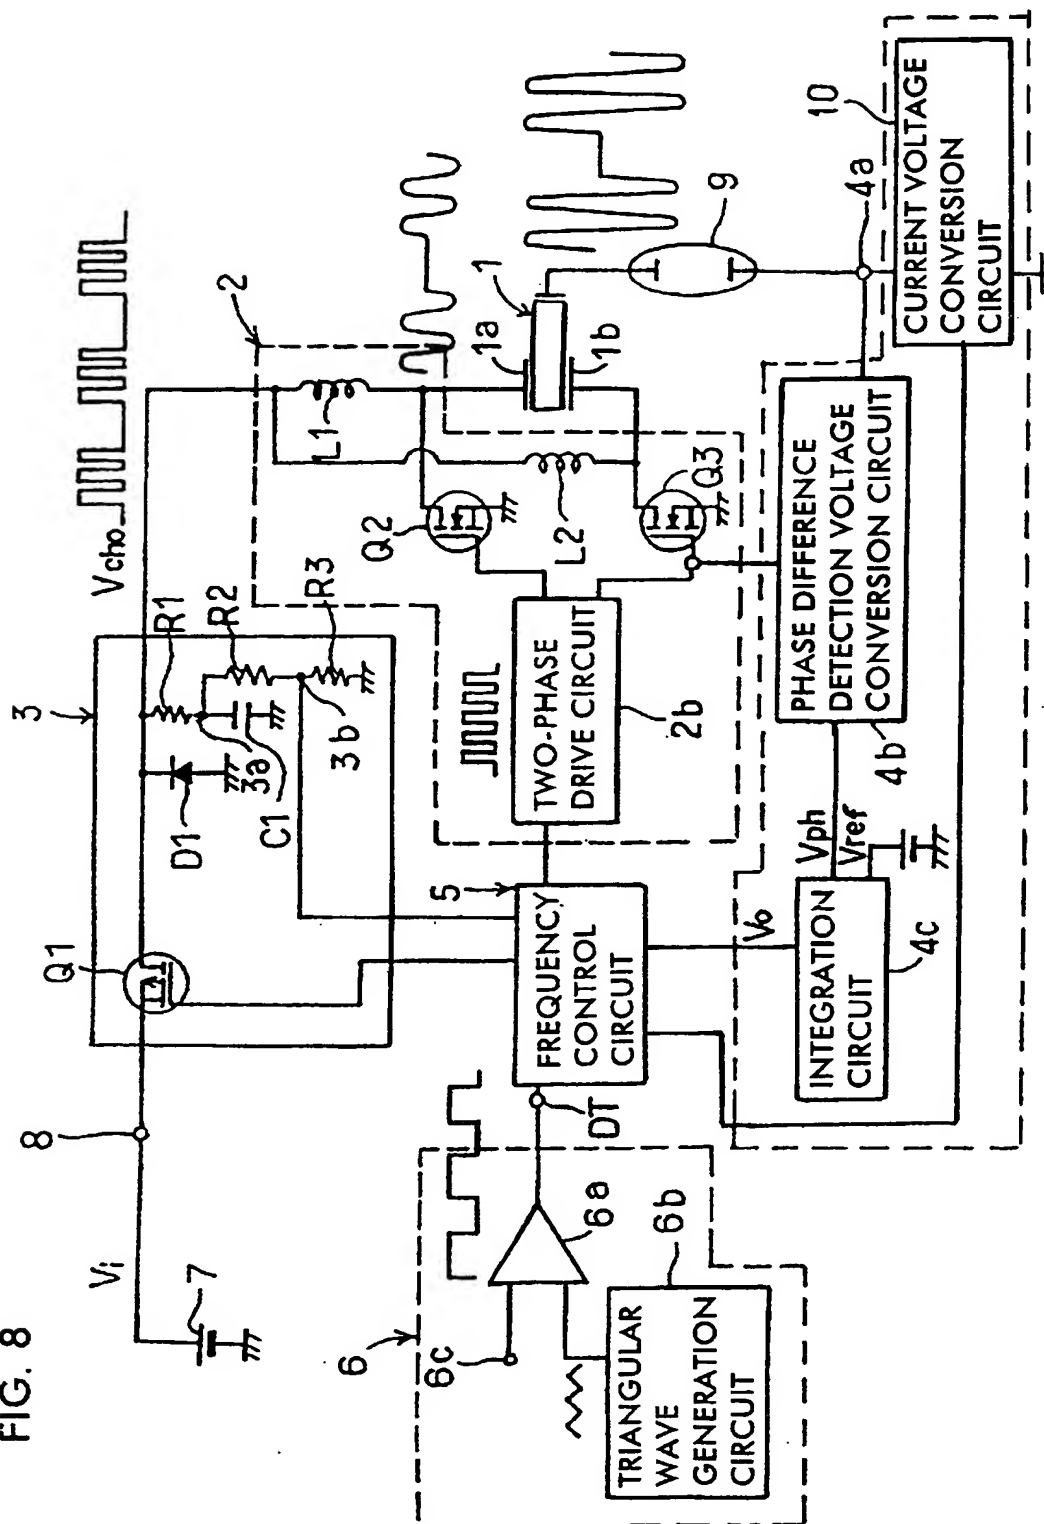 FIG. 8
Vi
7
8
3
Q1
D1
R1
3a
C1
R2
3b
R3
Vcho
2
L1
L2
Q2
Q3
1
1a
1b
9
4a
10
CURRENT VOLTAGE
CONVERSION
CIRCUIT
PHASE DIFFERENCE
DETECTION VOLTAGE
CONVERSION CIRCUIT
4b
TWO-PHASE
DRIVE CIRCUIT
2b
5
FREQUENCY
CONTROL
CIRCUIT
DT
Vo
Vph
Vref
INTEGRATION
CIRCUIT
4c
6
6c
6a
6b
TRIANGULAR
WAVE
GENERATION
CIRCUIT